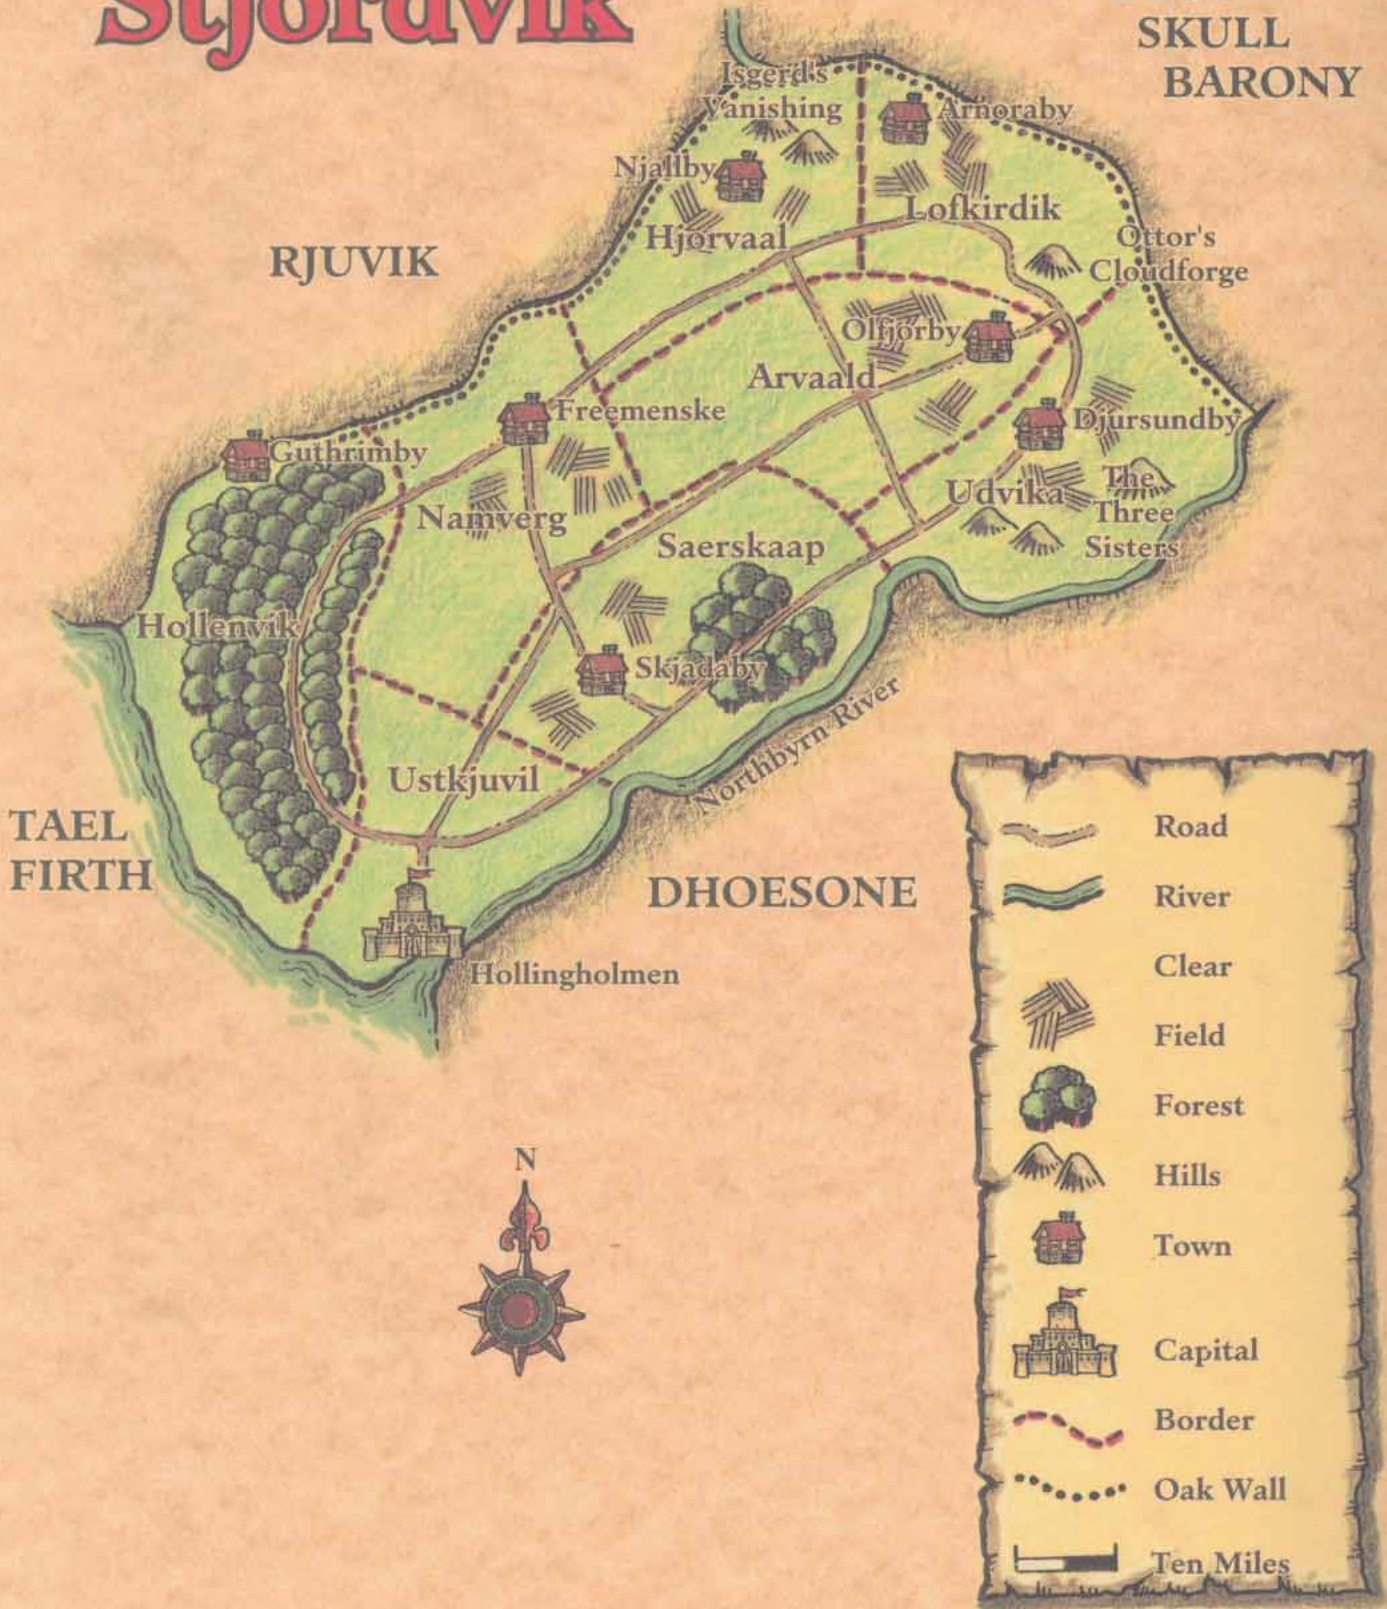 Stjordvik
SKULL
BARONY
Isgerd's
Vanishing
Arnoraby
Njallby
Lofkirdik
Hjorvaal
Ottor's
Cloudforge
RJUVIK
Olfjorby
Arvaald
Freemenske
Djursundby
Guthrimby
Udvika
The
Three
Sisters
Namverg
Saerskaap
Hollenvik
Skjadaby
Northbyrn River
Ustkjuvil
TAEL
FIRTH
DHOESONE
Hollingholmen
N
Road
River
Clear
Field
Forest
Hills
Town
Capital
Border
Oak Wall
Ten Miles